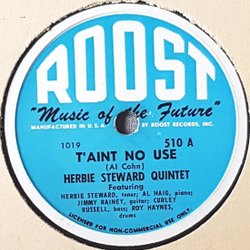 ROOST
"Music of the Future"
MANUFACTURED IN U.S.A. BY ROOST RECORDS, INC.
1019 510 A
T'AINT NO USE
(Al Cohn)
HERBIE STEWARD QUINTET
Featuring
HERBIE STEWARD, tenor; AL HAIG, piano;
JIMMY RAINEY, guitar; CURLEY
RUSSELL, bass; ROY HAYNES,
drums
LICENSED FOR NON-COMMERCIAL USE ONLY